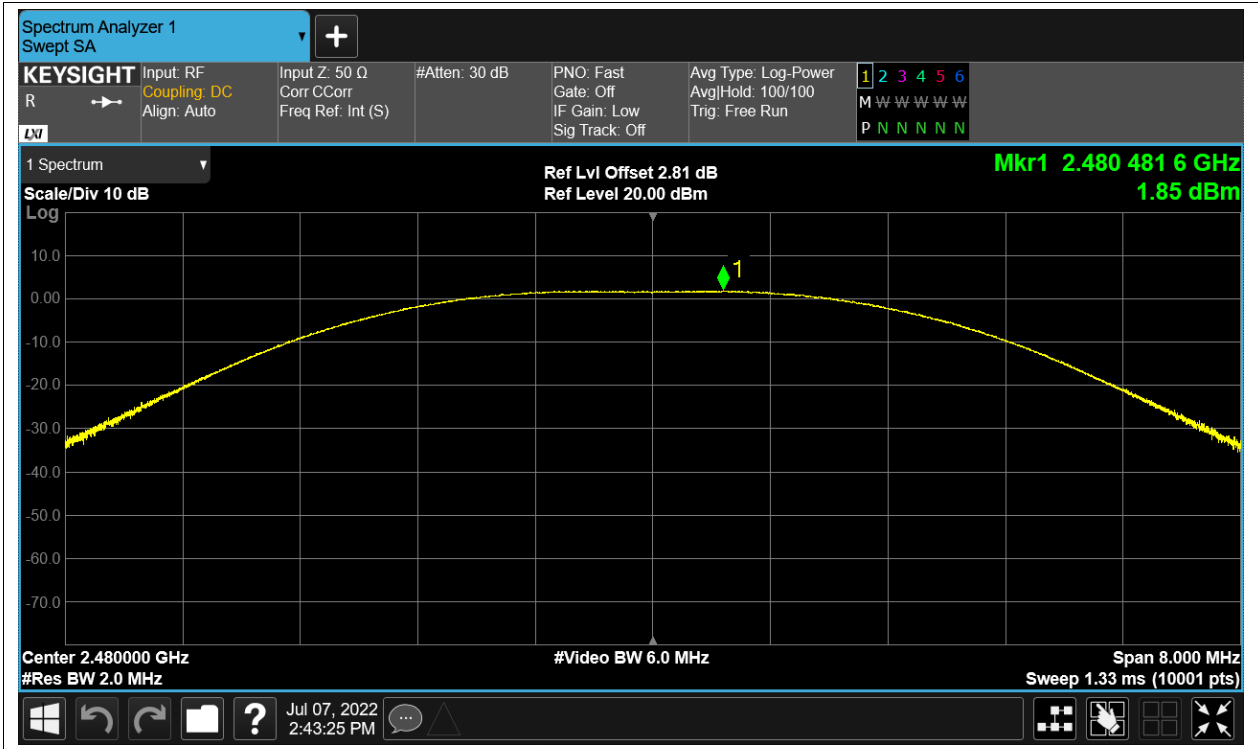 Spectrum Analyzer 1
Swept SA
KEYSIGHT
R
LXI
Input: RF
Coupling: DC
Align: Auto
Input Z: 50 Ω
Corr CCorr
Freq Ref: Int (S)
#Atten: 30 dB
PNO: Fast
Gate: Off
IF Gain: Low
Sig Track: Off
Avg Type: Log-Power
Avg|Hold: 100/100
Trig: Free Run
1 2 3 4 5 6
M W W W W W
P N N N N N
1 Spectrum
Scale/Div 10 dB
Log
Ref Lvl Offset 2.81 dB
Ref Level 20.00 dBm
Mkr1 2.480 481 6 GHz
1.85 dBm
1
10.0
0.00
-10.0
-20.0
-30.0
-40.0
-50.0
-60.0
-70.0
Center 2.480000 GHz
#Res BW 2.0 MHz
#Video BW 6.0 MHz
Span 8.000 MHz
Sweep 1.33 ms (10001 pts)
?
Jul 07, 2022
2:43:25 PM